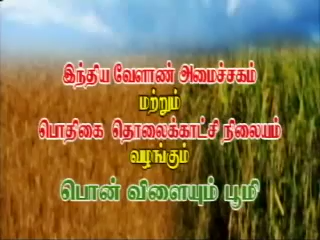 இந்திய வேளாண் அமைச்சகம்
மற்றும்
பொதிகை தொலைக்காட்சி நிலையம்
வழங்கும்
பொன் விளையும் பூமி